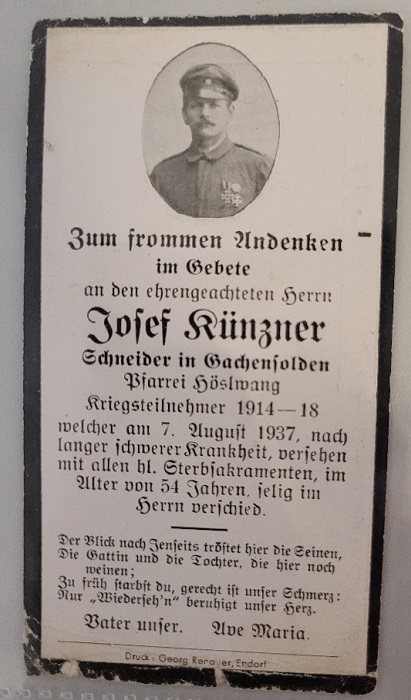 Zum frommen Andenken
im Gebete
an den ehrengeachteten Herrn
Josef Künzner
Schneider in Gachensolden
Pfarrei Höslwang
Kriegsteilnehmer 1914—18
welcher am 7. August 1937, nach
langer schwerer Krankheit, versehen
mit allen hl. Sterbsakramenten, im
Alter von 54 Jahren, selig im
Herrn verschied.
Der Blick nach Jenseits tröstet hier die Seinen,
Die Gattin und die Tochter, die hier noch
weinen;
Zu früh starbst du, gerecht ist unser Schmerz:
Nur „Wiederseh'n" beruhigt unser Herz.
Vater unser. Ave Maria.
Druck: Georg Endorf